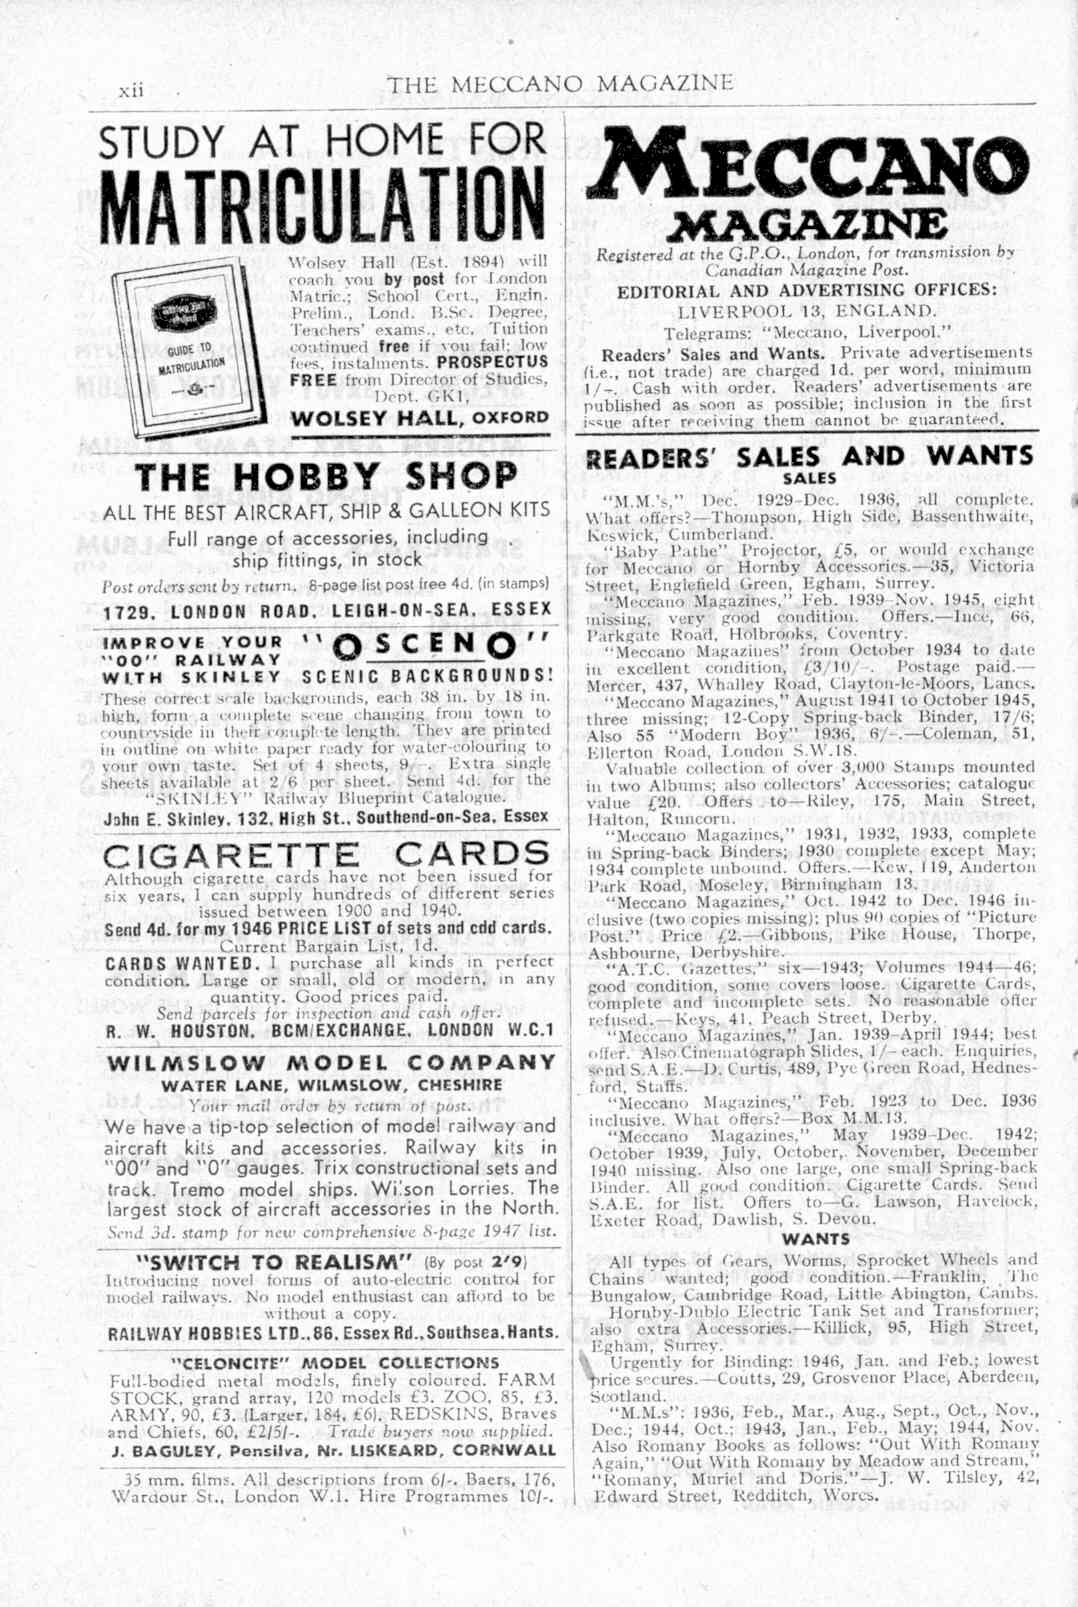 xii
THE MECCANO MAGAZINE
STUDY AT HOME FOR
MATRICULATION
GUIDE TO
MATRICULATION
Wolsey Hall (Est. 1894) will
coach you by post for London
Matric.; School Cert., Engin.
Prelim., Lond. B.Sc. Degree,
Teachers' exams., etc. Tuition
continued free if you fail; low
fees, instalments. PROSPECTUS
FREE from Director of Studies,
Dept. GK1,
WOLSEY HALL, OXFORD
THE HOBBY SHOP
ALL THE BEST AIRCRAFT, SHIP & GALLEON KITS
Full range of accessories, including
ship fittings, in stock
Post orders sent by return. 8-page list post free 4d. (in stamps)
1729, LONDON ROAD, LEIGH-ON-SEA, ESSEX
IMPROVE YOUR "OSCENO"
"OO" RAILWAY
WITH SKINLEY SCENIC BACKGROUNDS!
These correct scale backgrounds, each 38 in. by 18 in.
high, form a complete scene changing from town to
countryside in their complete length. They are printed
in outline on white paper ready for water-colouring to
your own taste. Set of 4 sheets, 9/-. Extra single
sheets available at 2/6 per sheet. Send 4d. for the
"SKINLEY" Railway Blueprint Catalogue.
John E. Skinley, 132, High St., Southend-on-Sea, Essex
CIGARETTE CARDS
Although cigarette cards have not been issued for
six years, I can supply hundreds of different series
issued between 1900 and 1940.
Send 4d. for my 1946 PRICE LIST of sets and odd cards.
Current Bargain List, 1d.
CARDS WANTED. I purchase all kinds in perfect
condition. Large or small, old or modern, in any
quantity. Good prices paid.
Send parcels for inspection and cash offer.
R. W. HOUSTON, BCM/EXCHANGE, LONDON W.C.1
WILMSLOW MODEL COMPANY
WATER LANE, WILMSLOW, CHESHIRE
Your mail order by return of post.
We have a tip-top selection of model railway and
aircraft kits and accessories. Railway kits in
"00" and "0" gauges. Trix constructional sets and
track. Tremo model ships. Wilson Lorries. The
largest stock of aircraft accessories in the North.
Send 3d. stamp for new comprehensive 8-page 1947 list.
"SWITCH TO REALISM" (By post 2'9)
Introducing novel forms of auto-electric control for
model railways. No model enthusiast can afford to be
without a copy.
RAILWAY HOBBIES LTD., 86, Essex Rd., Southsea, Hants.
"CELONCITE" MODEL COLLECTIONS
Full-bodied metal models, finely coloured. FARM
STOCK, grand array, 120 models £3. ZOO, 85, £3.
ARMY, 90, £3. (Larger, 184, £6). REDSKINS, Braves
and Chiefs, 60, £2/5/-. Trade buyers now supplied.
J. BAGULEY, Pensilva, Nr. LISKEARD, CORNWALL
35 mm. films. All descriptions from 6/-. Baers, 176,
Wardour St., London W.1. Hire Programmes 10/-.
MECCANO
MAGAZINE
Registered at the G.P.O., London, for transmission by
Canadian Magazine Post.
EDITORIAL AND ADVERTISING OFFICES:
LIVERPOOL 13, ENGLAND.
Telegrams: "Meccano, Liverpool."
Readers' Sales and Wants. Private advertisements
(i.e., not trade) are charged 1d. per word, minimum
1/-. Cash with order. Readers' advertisements are
published as soon as possible; inclusion in the first
issue after receiving them cannot be guaranteed.
READERS' SALES AND WANTS
SALES
"M.M.'s," Dec. 1929-Dec. 1936, all complete.
What offers?—Thompson, High Side, Bassenthwaite,
Keswick, Cumberland.
"Baby Pathe" Projector, £5, or would exchange
for Meccano or Hornby Accessories.—35, Victoria
Street, Englefield Green, Egham, Surrey.
"Meccano Magazines," Feb. 1939-Nov. 1945, eight
missing, very good condition. Offers.—Ince, 66,
Parkgate Road, Holbrooks, Coventry.
"Meccano Magazines" from October 1934 to date
in excellent condition, £3/10/-. Postage paid.—
Mercer, 437, Whalley Road, Clayton-le-Moors, Lancs.
"Meccano Magazines," August 1941 to October 1945,
three missing; 12-Copy Spring-back Binder, 17/6;
Also 55 "Modern Boy" 1936, 6/-.—Coleman, 51,
Ellerton Road, London S.W.18.
Valuable collection of over 3,000 Stamps mounted
in two Albums; also collectors' Accessories; catalogue
value £20. Offers to—Riley, 175, Main Street,
Halton, Runcorn.
"Meccano Magazines," 1931, 1932, 1933, complete
in Spring-back Binders; 1930 complete except May;
1934 complete unbound. Offers.—Kew, 119, Anderton
Park Road, Moseley, Birmingham 13.
"Meccano Magazines," Oct. 1942 to Dec. 1946 in-
clusive (two copies missing); plus 90 copies of "Picture
Post." Price £2.—Gibbons, Pike House, Thorpe,
Ashbourne, Derbyshire.
"A.T.C. Gazettes," six—1943; Volumes 1944—46;
good condition, some covers loose. Cigarette Cards,
complete and incomplete sets. No reasonable offer
refused.—Keys, 41, Peach Street, Derby.
"Meccano Magazines," Jan. 1939-April 1944; best
offer. Also Cinematograph Slides, 1/- each. Enquiries,
send S.A.E.—D. Curtis, 489, Pye Green Road, Hednes-
ford, Staffs.
"Meccano Magazines," Feb. 1923 to Dec. 1936
inclusive. What offers?—Box M.M.13.
"Meccano Magazines," May 1939-Dec. 1942;
October 1939, July, October, November, December
1940 missing. Also one large, one small Spring-back
Binder. All good condition. Cigarette Cards. Send
S.A.E. for list. Offers to—G. Lawson, Havelock,
Exeter Road, Dawlish, S. Devon.
WANTS
All types of Gears, Worms, Sprocket Wheels and
Chains wanted; good condition.—Franklin, The
Bungalow, Cambridge Road, Little Abington, Cambs.
Hornby-Dublo Electric Tank Set and Transformer;
also extra Accessories.—Killick, 95, High Street,
Egham, Surrey.
Urgently for Binding: 1946, Jan. and Feb.; lowest
price secures.—Coutts, 29, Grosvenor Place, Aberdeen,
Scotland.
"M.M.s": 1936, Feb., Mar., Aug., Sept., Oct., Nov.,
Dec.; 1944, Oct.; 1943, Jan., Feb., May; 1944, Nov.
Also Romany Books as follows: "Out With Romany
Again," "Out With Romany by Meadow and Stream,"
"Romany, Muriel and Doris."—J. W. Tilsley, 42,
Edward Street, Redditch, Worcs.